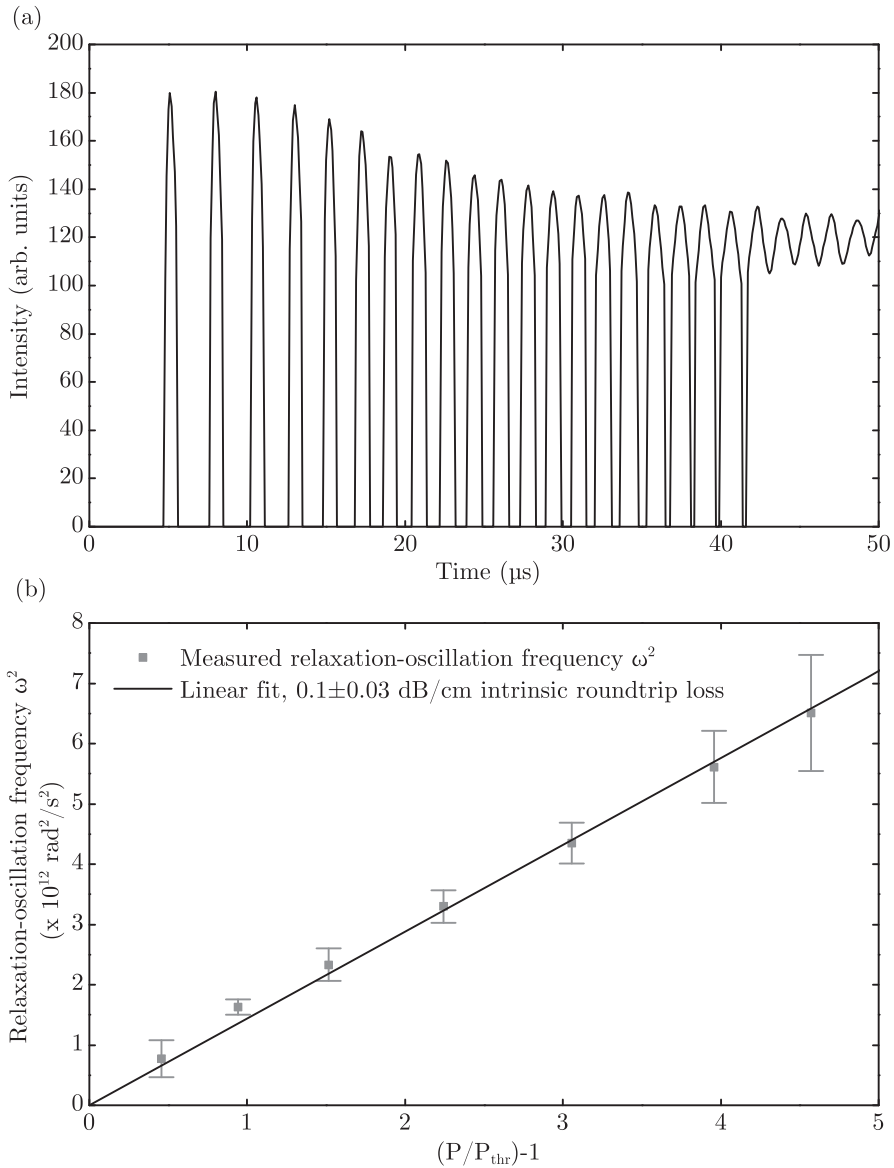 (a)
200
180
160
140
120
100
80
60
40
20
0
Intensity (arb. units)
0 10 20 30 40 50
Time (µs)
(b)
8
7
6
5
4
3
2
1
0
Relaxation-oscillation frequency ω²
(x 10¹² rad²/s²)
Measured relaxation-oscillation frequency ω²
Linear fit, 0.1±0.03 dB/cm intrinsic roundtrip loss
0 1 2 3 4 5
(P/Pthr)-1